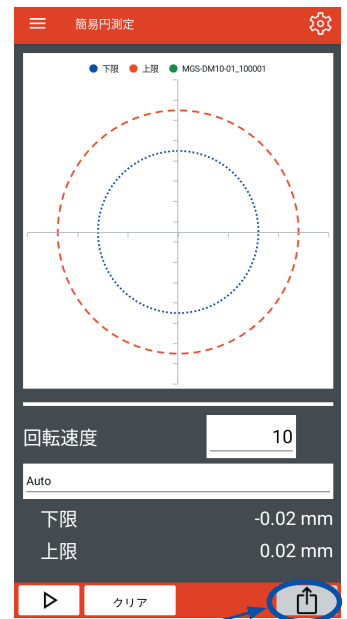 簡易円測定
下限 上限 MGS-DM10-01_100001
回転速度 10
Auto
下限 -0.02 mm
上限 0.02 mm
クリア